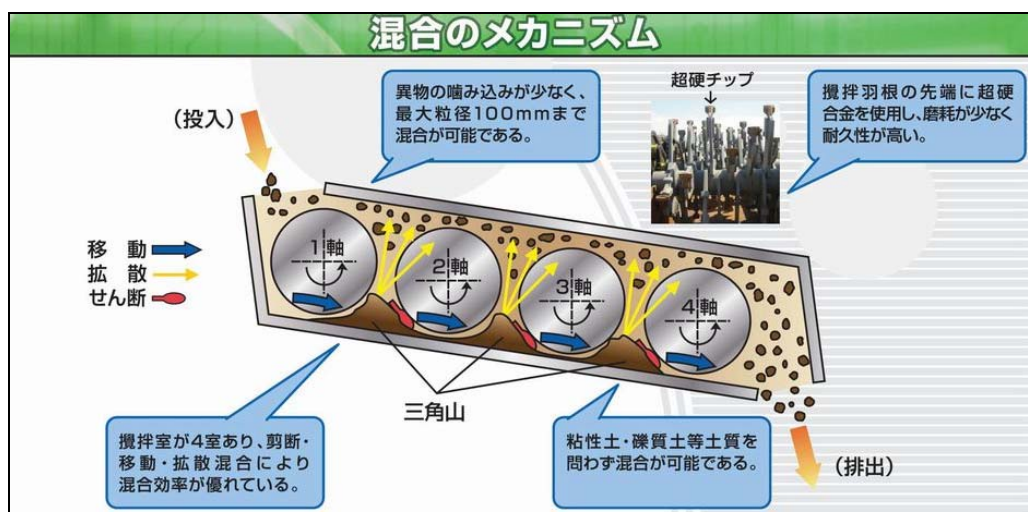 混合のメカニズム
異物の噛み込みが少なく、
最大粒径100mmまで
混合が可能である。
超硬チップ
攪拌羽根の先端に超硬
合金を使用し、磨耗が少なく
耐久性が高い。
（投入）
移 動
拡 散
せん断
1軸
2軸
3軸
4軸
三角山
攪拌室が4室あり、剪断・
移動・拡散混合により
混合効率が優れている。
粘性土・礫質土等土質を
問わず混合が可能である。
（排出）